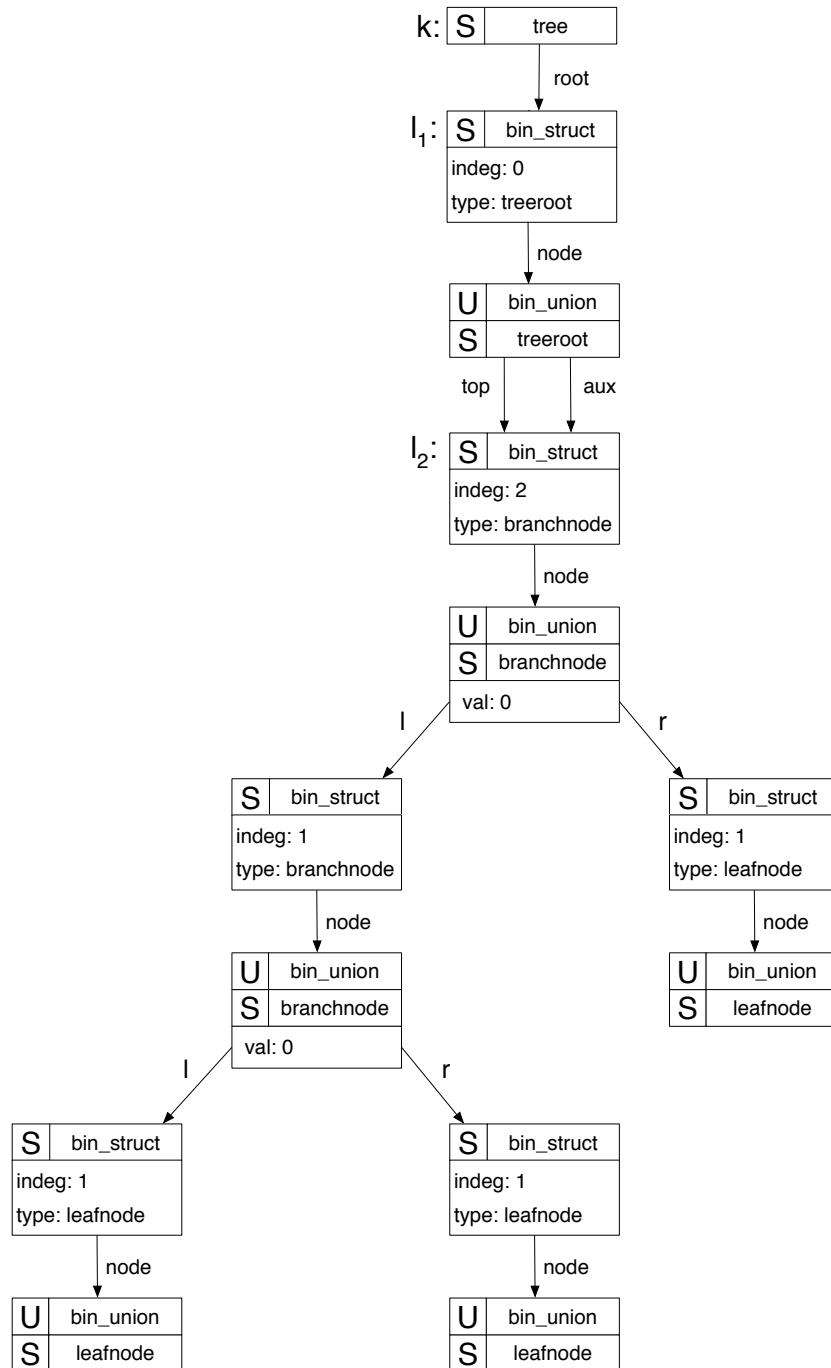 k: S tree
root
l1: S bin_struct
indeg: 0
type: treeroot
node
U bin_union
S treeroot
top aux
l2: S bin_struct
indeg: 2
type: branchnode
node
U bin_union
S branchnode
val: 0
l r
S bin_struct S bin_struct
indeg: 1 indeg: 1
type: branchnode type: leafnode
node node
U bin_union U bin_union
S branchnode S leafnode
val: 0
l r
S bin_struct S bin_struct
indeg: 1 indeg: 1
type: leafnode type: leafnode
node node
U bin_union U bin_union
S leafnode S leafnode